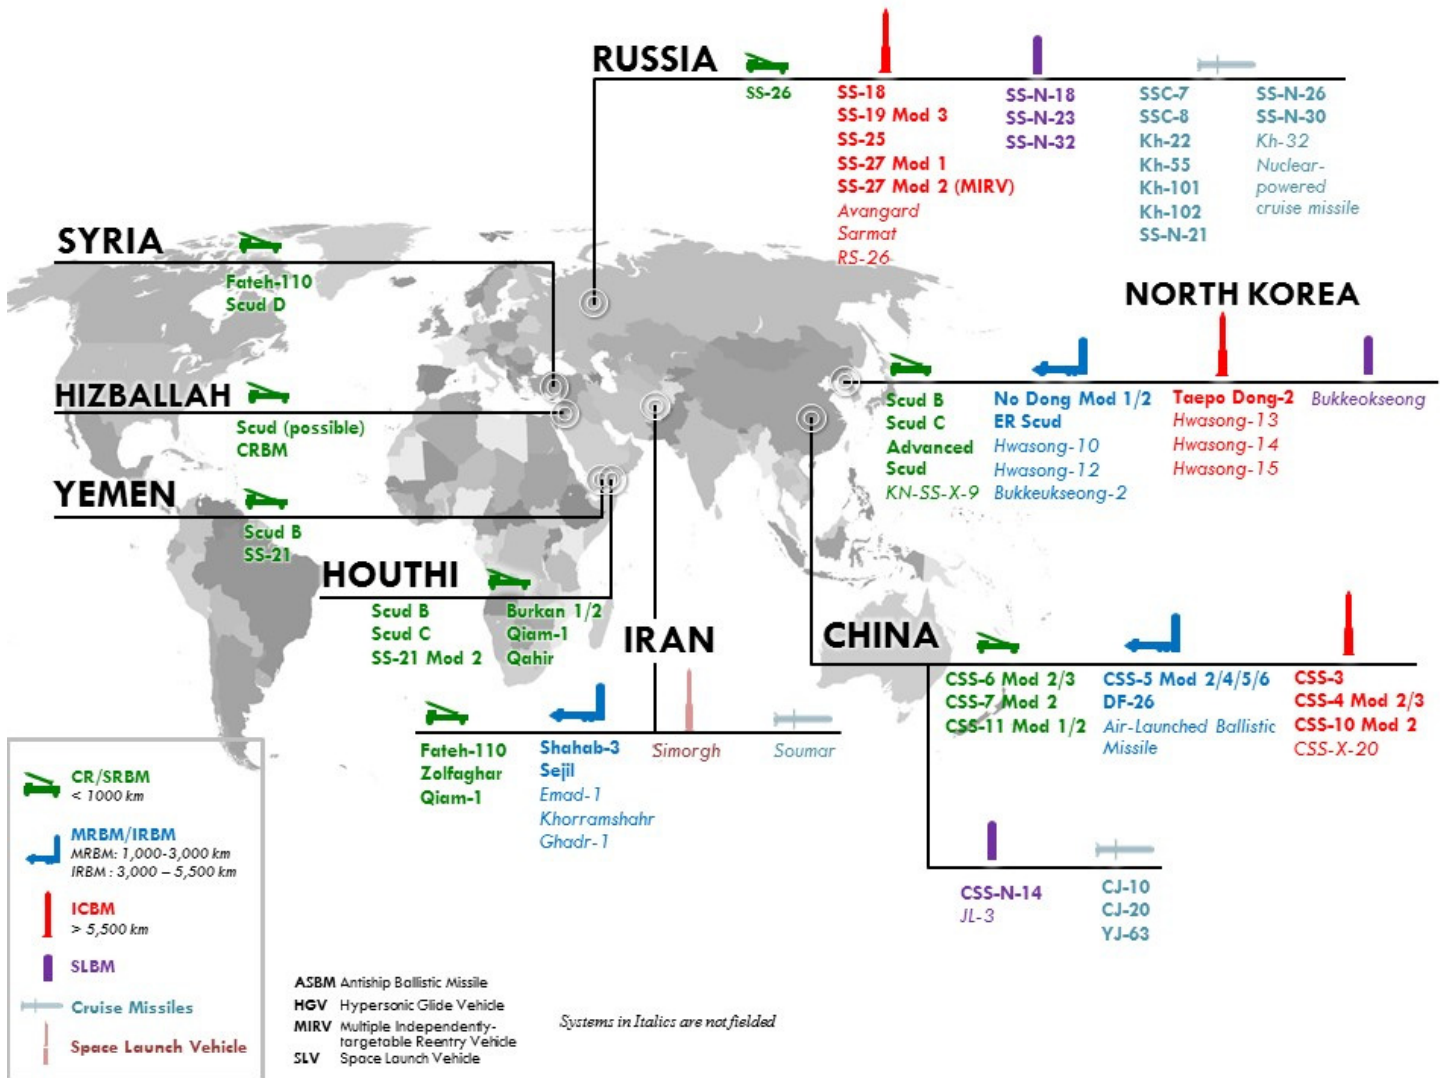 RUSSIA
SS-26
SS-18
SS-19 Mod 3
SS-25
SS-27 Mod 1
SS-27 Mod 2 (MIRV)
Avangard
Sarmat
RS-26
SS-N-18
SS-N-23
SS-N-32
SSC-7
SSC-8
Kh-22
Kh-55
Kh-101
Kh-102
SS-N-21
SS-N-26
SS-N-30
Kh-32
Nuclear-
powered
cruise missile
SYRIA
Fateh-110
Scud D
HIZBALLAH
Scud (possible)
CRBM
YEMEN
Scud B
SS-21
HOUTHI
Scud B
Scud C
SS-21 Mod 2
Burkan 1/2
Qiam-1
Qahir
NORTH KOREA
Scud B
Scud C
Advanced
Scud
KN-SS-X-9
No Dong Mod 1/2
ER Scud
Hwasong-10
Hwasong-12
Bukkeukseong-2
Taepo Dong-2
Hwasong-13
Hwasong-14
Hwasong-15
Bukkeokseong
IRAN
Fateh-110
Zolfaghar
Qiam-1
Shahab-3
Sejil
Emad-1
Khorramshahr
Ghadr-1
Simorgh
Soumar
CHINA
CSS-6 Mod 2/3
CSS-7 Mod 2
CSS-11 Mod 1/2
CSS-5 Mod 2/4/5/6
DF-26
Air-Launched Ballistic
Missile
CSS-3
CSS-4 Mod 2/3
CSS-10 Mod 2
CSS-X-20
CSS-N-14
JL-3
CJ-10
CJ-20
YJ-63
CR/SRBM
< 1000 km
MRBM/IRBM
MRBM: 1,000-3,000 km
IRBM : 3,000 – 5,500 km
ICBM
> 5,500 km
SLBM
Cruise Missiles
Space Launch Vehicle
ASBM Antiship Ballistic Missile
HGV Hypersonic Glide Vehicle
MIRV Multiple Independently-
targetable Reentry Vehicle
SLV Space Launch Vehicle
Systems in Italics are not fielded